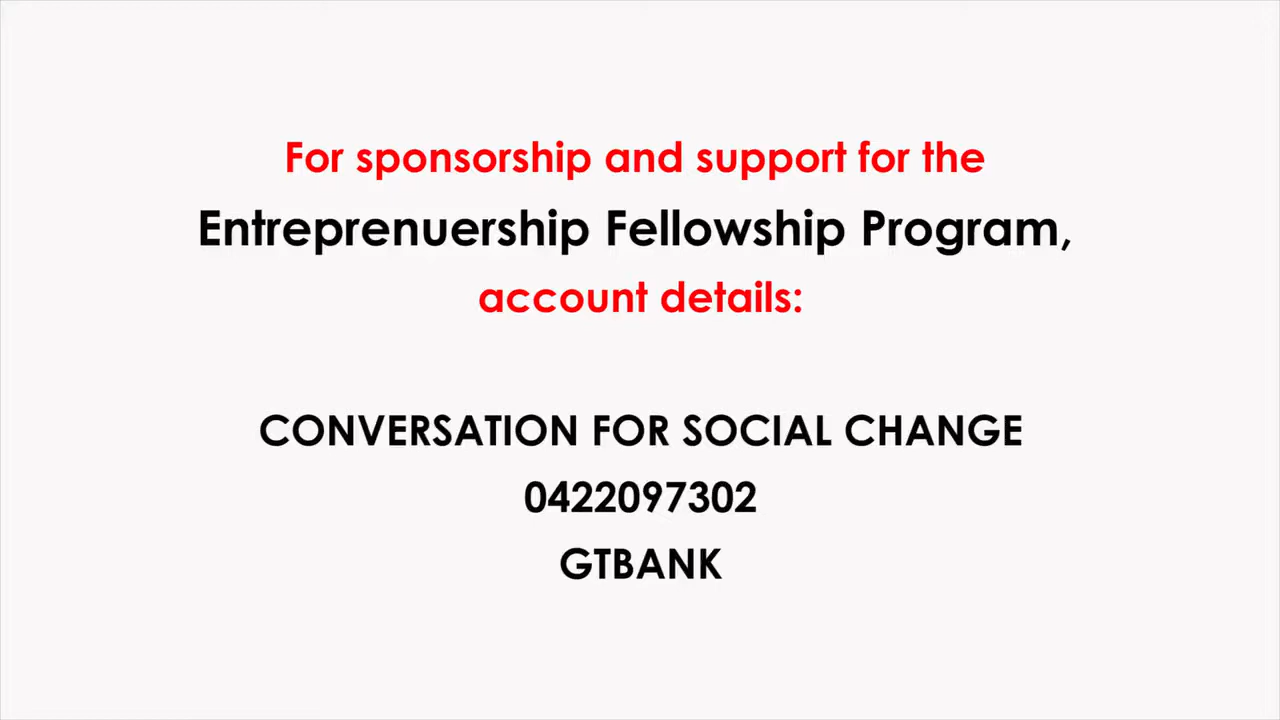 For sponsorship and support for the
Entreprenuership Fellowship Program,
account details:
CONVERSATION FOR SOCIAL CHANGE
0422097302
GTBANK